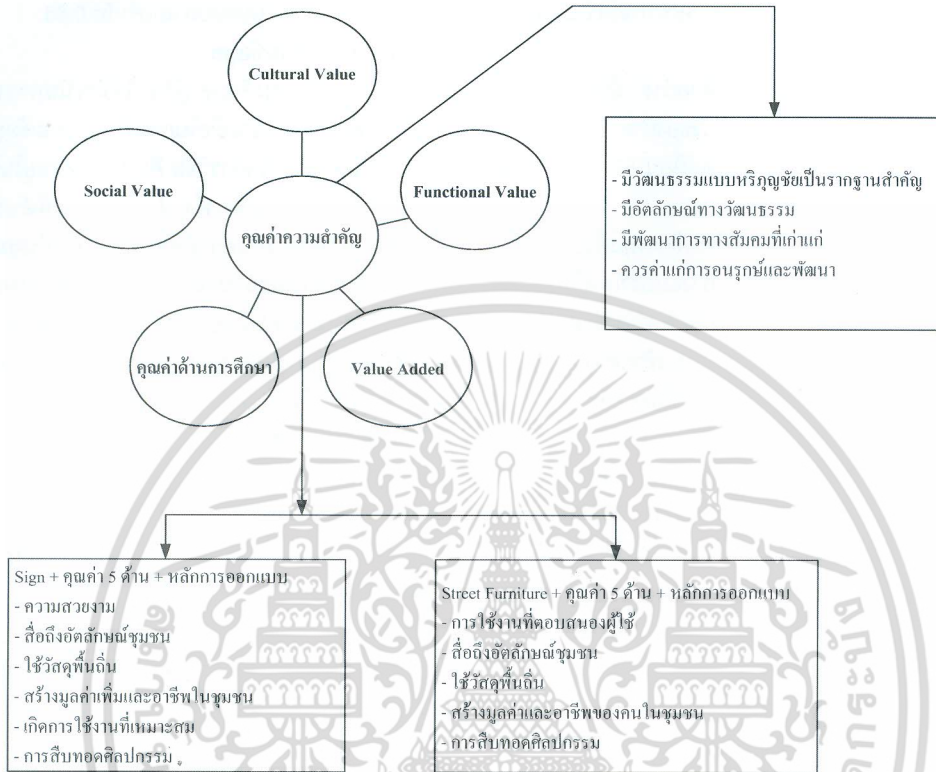 Cultural Value
Social Value
Functional Value
คุณค่าความสำคัญ
คุณค่าด้านการศึกษา
Value Added
- มีวัฒนธรรมแบบหริภุญชัยเป็นรากฐานสำคัญ
- มีอัตลักษณ์ทางวัฒนธรรม
- มีพัฒนาการทางสังคมที่เก่าแก่
- ควรค่าแก่การอนุรักษ์และพัฒนา
Sign + คุณค่า 5 ด้าน + หลักการออกแบบ
- ความสวยงาม
- สื่อถึงอัตลักษณ์ชุมชน
- ใช้วัสดุพื้นถิ่น
- สร้างมูลค่าเพิ่มและอาชีพในชุมชน
- เกิดการใช้งานที่เหมาะสม
- การสืบทอดศิลปกรรม
Street Furniture + คุณค่า 5 ด้าน + หลักการออกแบบ
- การใช้งานที่ตอบสนองผู้ใช้
- สื่อถึงอัตลักษณ์ชุมชน
- ใช้วัสดุพื้นถิ่น
- สร้างมูลค่าและอาชีพของคนในชุมชน
- การสืบทอดศิลปกรรม